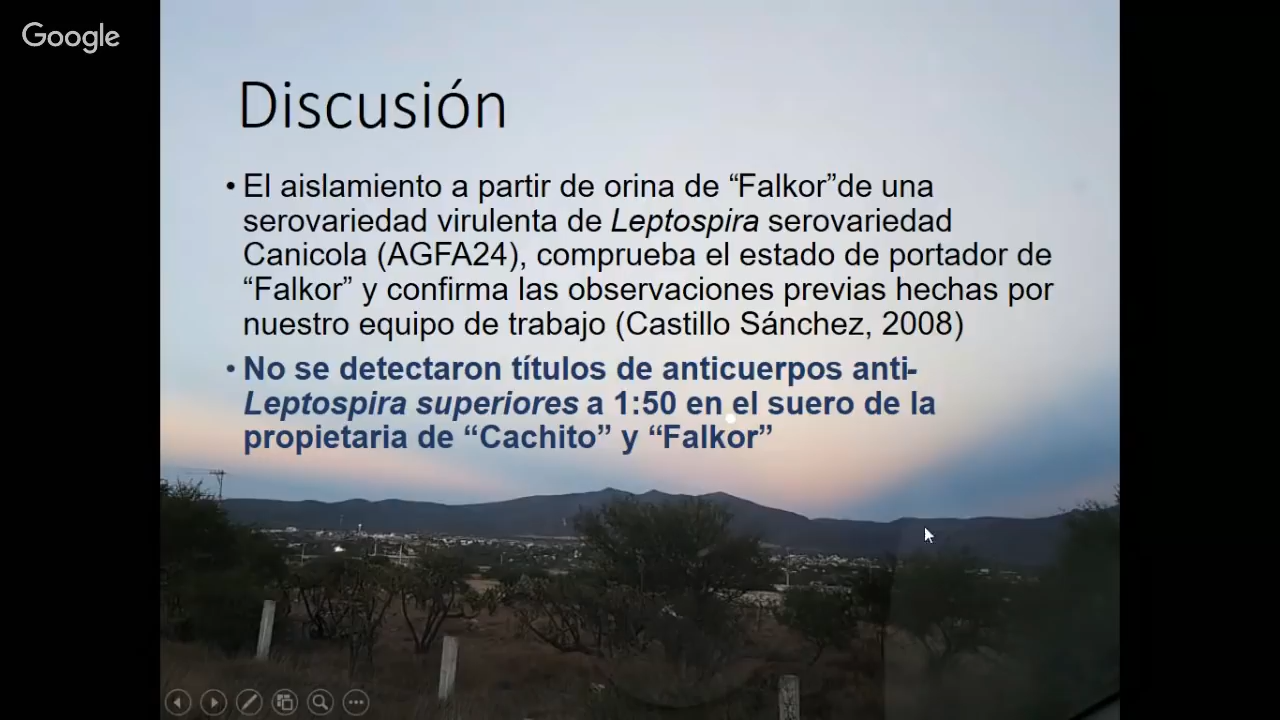 Google
Discusión
• El aislamiento a partir de orina de “Falkor”de una
serovariedad virulenta de Leptospira serovariedad
Canicola (AGFA24), comprueba el estado de portador de
“Falkor” y confirma las observaciones previas hechas por
nuestro equipo de trabajo (Castillo Sánchez, 2008)
• No se detectaron títulos de anticuerpos anti-
Leptospira superiores a 1:50 en el suero de la
propietaria de “Cachito” y “Falkor”